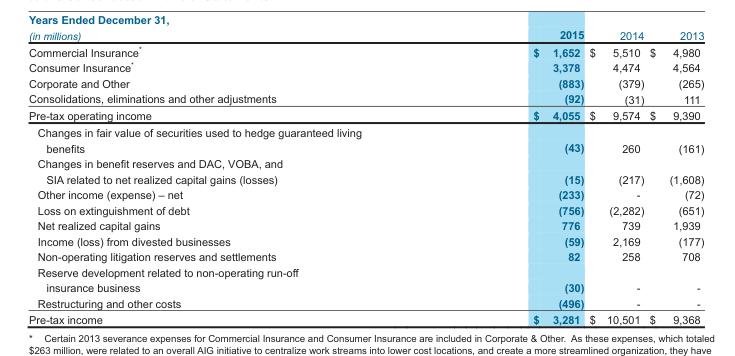 Years Ended December 31,
(in millions) 2015 2014 2013
Commercial Insurance* $ 1,652 $ 5,510 $ 4,980
Consumer Insurance* 3,378 4,474 4,564
Corporate and Other (883) (379) (265)
Consolidations, eliminations and other adjustments (92) (31) 111
Pre-tax operating income $ 4,055 $ 9,574 $ 9,390
Changes in fair value of securities used to hedge guaranteed living
benefits (43) 260 (161)
Changes in benefit reserves and DAC, VOBA, and
SIA related to net realized capital gains (losses) (15) (217) (1,608)
Other income (expense) – net (233) - (72)
Loss on extinguishment of debt (756) (2,282) (651)
Net realized capital gains 776 739 1,939
Income (loss) from divested businesses (59) 2,169 (177)
Non-operating litigation reserves and settlements 82 258 708
Reserve development related to non-operating run-off
insurance business (30) - -
Restructuring and other costs (496) - -
Pre-tax income $ 3,281 $ 10,501 $ 9,368
* Certain 2013 severance expenses for Commercial Insurance and Consumer Insurance are included in Corporate & Other. As these expenses, which totaled
$263 million, were related to an overall AIG initiative to centralize work streams into lower cost locations, and create a more streamlined organization, they have